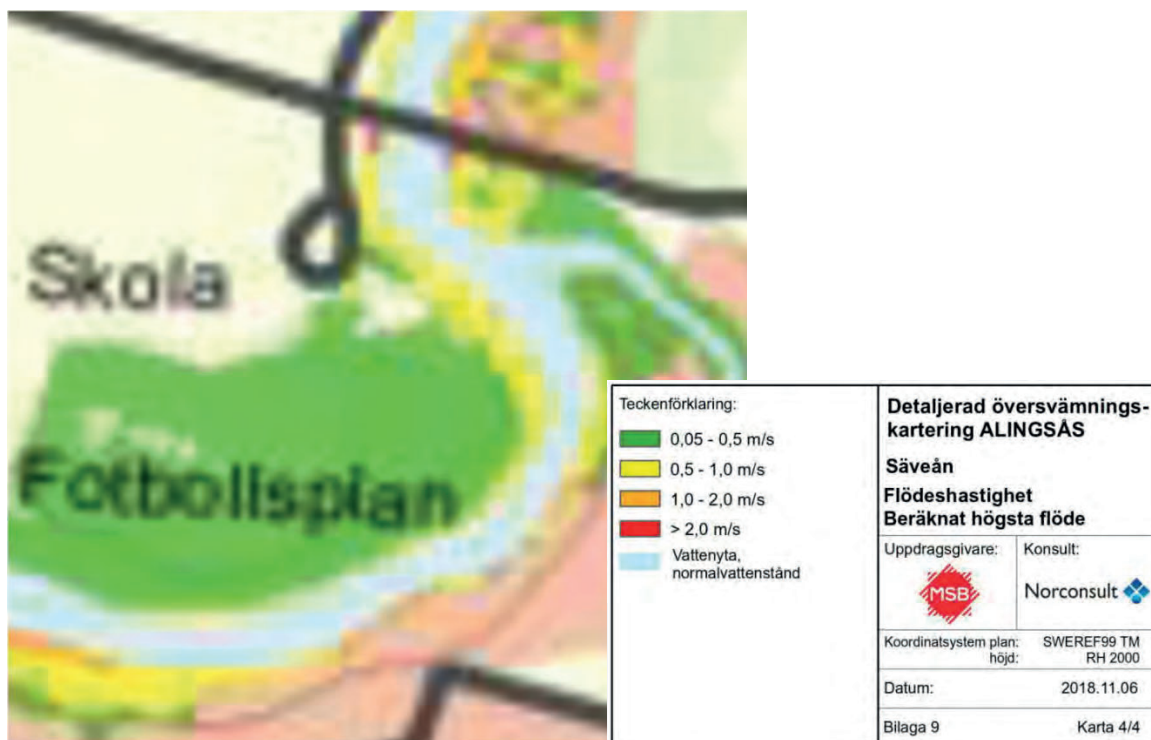 Skola
Fotbollsplan
Teckenförklaring:
0,05 - 0,5 m/s
0,5 - 1,0 m/s
1,0 - 2,0 m/s
> 2,0 m/s
Vattenyta,
normalvattenstånd
Detaljerad översvämnings-
kartering ALINGSÅS
Säveån
Flödeshastighet
Beräknat högsta flöde
Uppdragsgivare:
MSB
Konsult:
Norconsult
Koordinatsystem plan: SWEREF99 TM
höjd: RH 2000
Datum: 2018.11.06
Bilaga 9 Karta 4/4